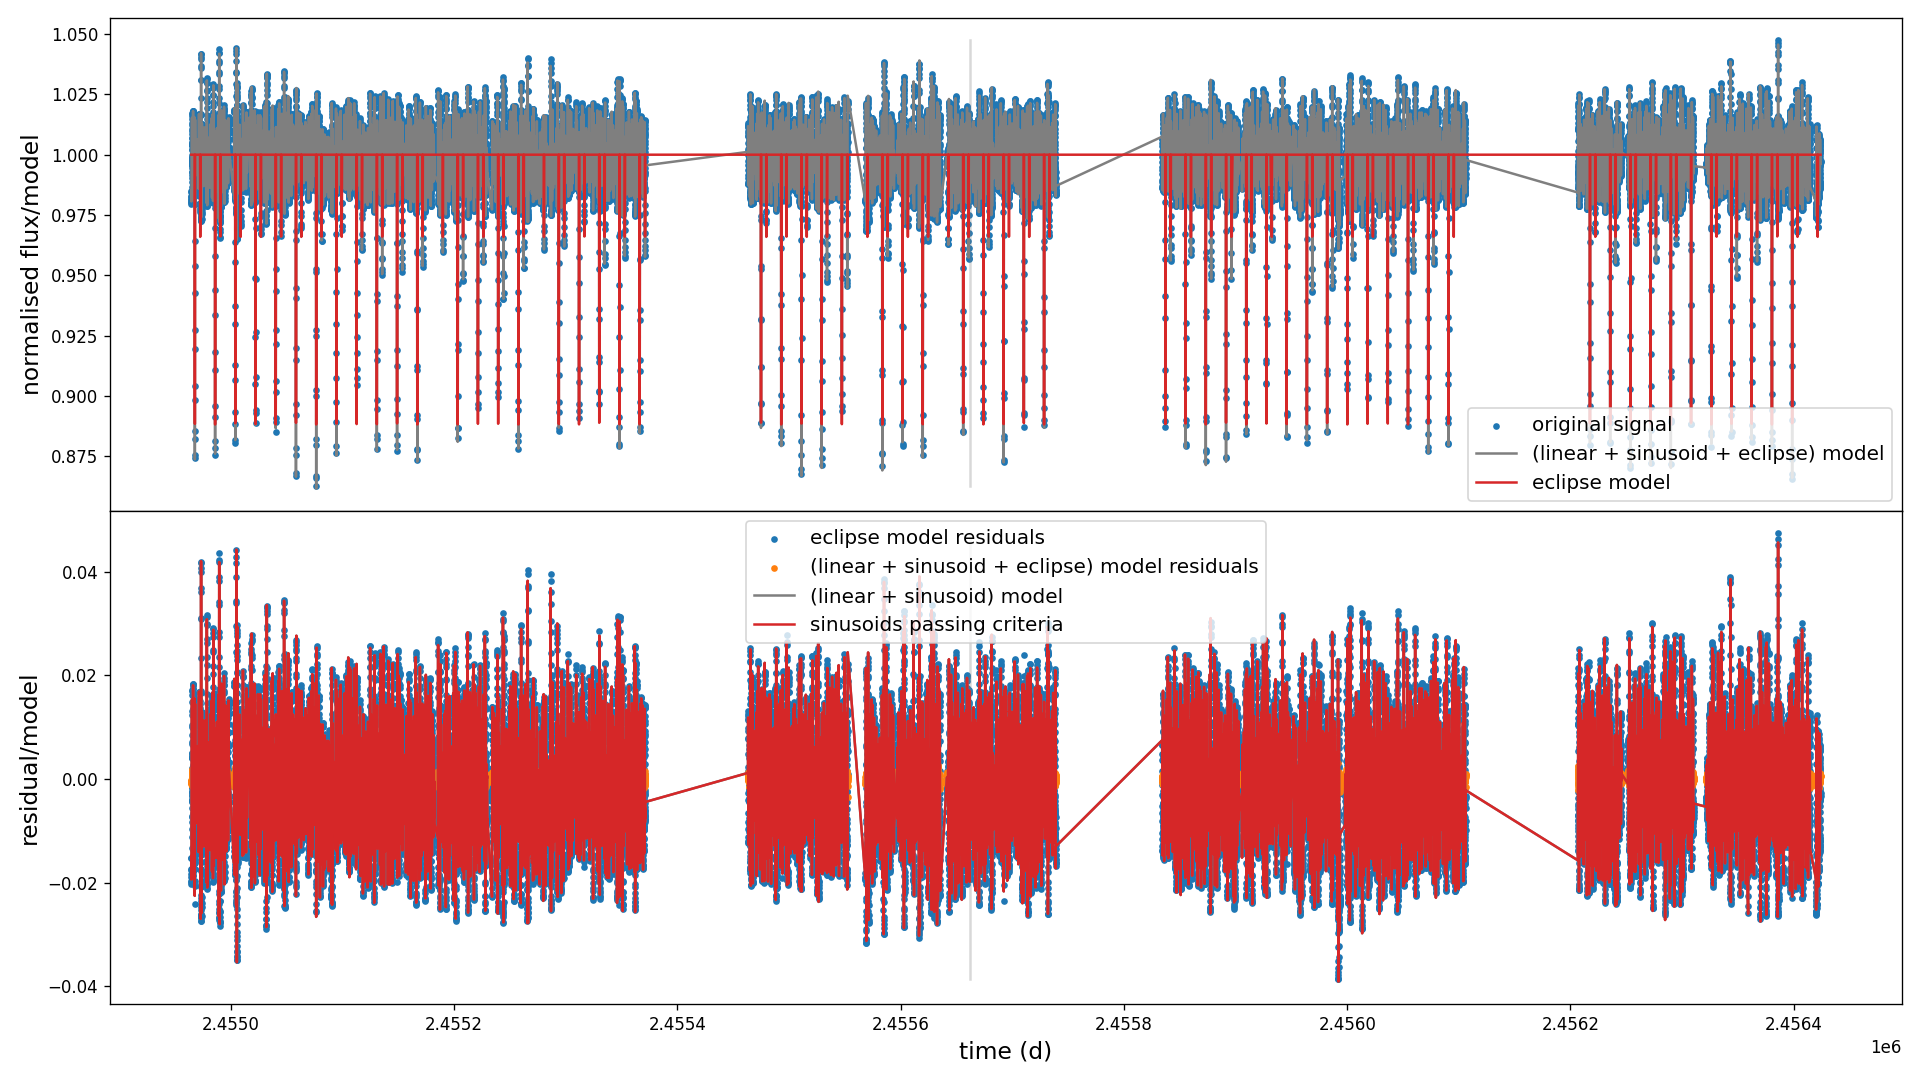 1.050
1.025
1.000
0.975
0.950
0.925
0.900
0.875
normalised flux/model
original signal
(linear + sinusoid + eclipse) model
eclipse model
eclipse model residuals
(linear + sinusoid + eclipse) model residuals
(linear + sinusoid) model
sinusoids passing criteria
0.04
0.02
0.00
−0.02
−0.04
residual/model
2.4550
2.4552
2.4554
2.4556
2.4558
2.4560
2.4562
2.4564
1e6
time (d)